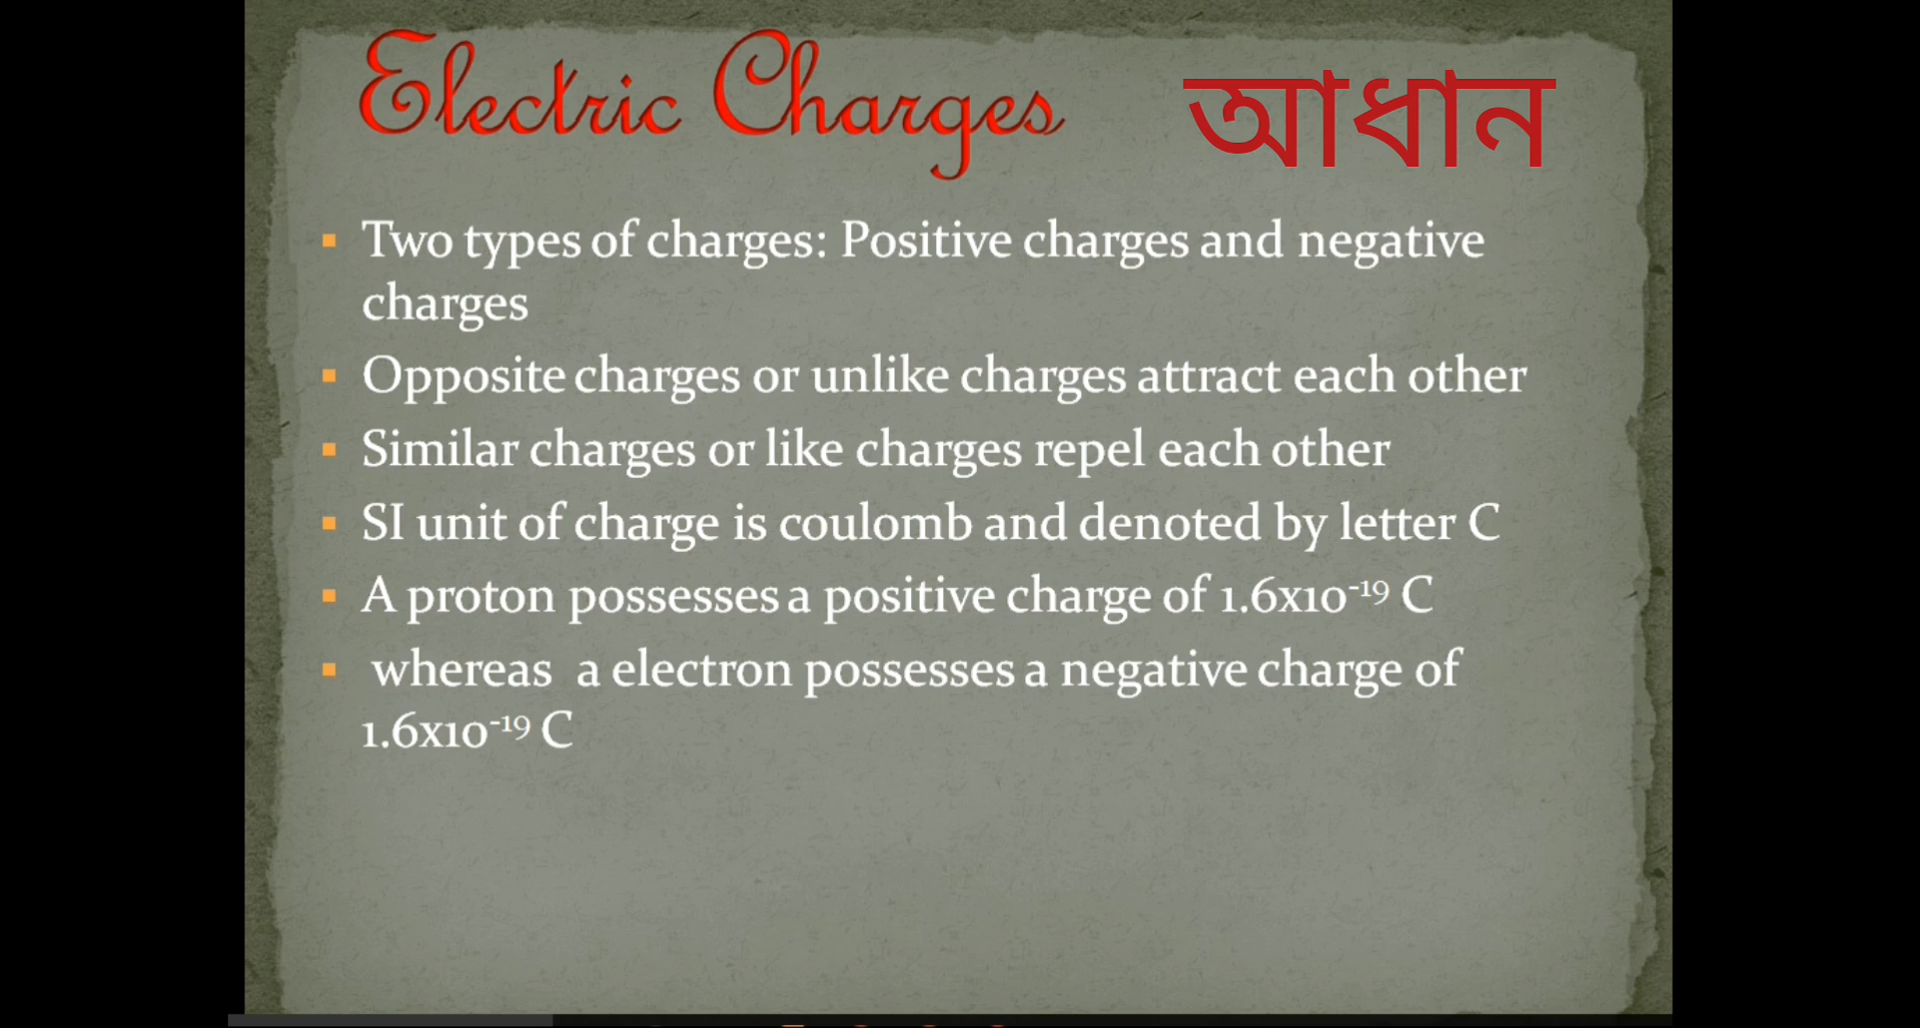 Electric Charges আধান
▪ Two types of charges: Positive charges and negative
charges
▪ Opposite charges or unlike charges attract each other
▪ Similar charges or like charges repel each other
▪ SI unit of charge is coulomb and denoted by letter C
▪ A proton possesses a positive charge of 1.6x10⁻¹⁹ C
▪ whereas a electron possesses a negative charge of
1.6x10⁻¹⁹ C